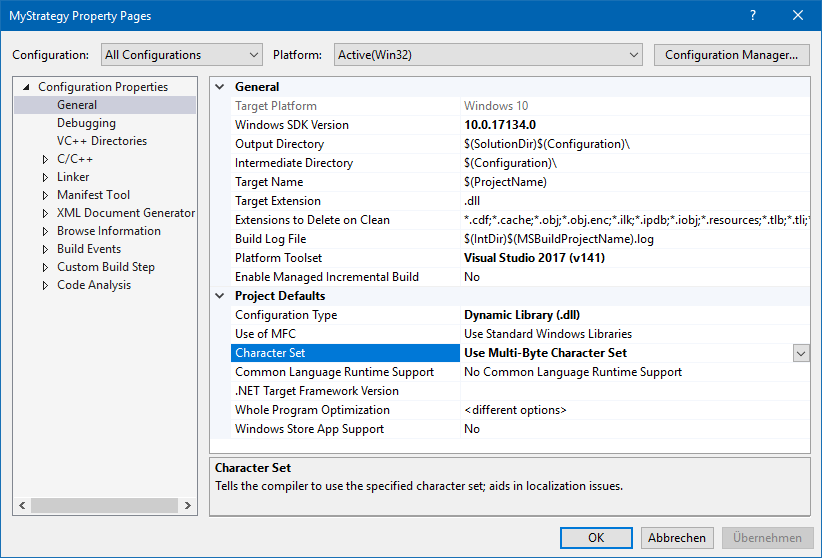 MyStrategy Property Pages
Configuration: All Configurations Platform: Active(Win32) Configuration Manager...
Configuration Properties
General
Debugging
VC++ Directories
C/C++
Linker
Manifest Tool
XML Document Generator
Browse Information
Build Events
Custom Build Step
Code Analysis
General
Target Platform Windows 10
Windows SDK Version 10.0.17134.0
Output Directory $(SolutionDir)$(Configuration)\
Intermediate Directory $(Configuration)\
Target Name $(ProjectName)
Target Extension .dll
Extensions to Delete on Clean *.cdf;*.cache;*.obj;*.obj.enc;*.ilk;*.ipdb;*.iobj;*.resources;*.tlb;*.tli;*
Build Log File $(IntDir)$(MSBuildProjectName).log
Platform Toolset Visual Studio 2017 (v141)
Enable Managed Incremental Build No
Project Defaults
Configuration Type Dynamic Library (.dll)
Use of MFC Use Standard Windows Libraries
Character Set Use Multi-Byte Character Set
Common Language Runtime Support No Common Language Runtime Support
.NET Target Framework Version
Whole Program Optimization <different options>
Windows Store App Support No
Character Set
Tells the compiler to use the specified character set; aids in localization issues.
OK Abbrechen Übernehmen